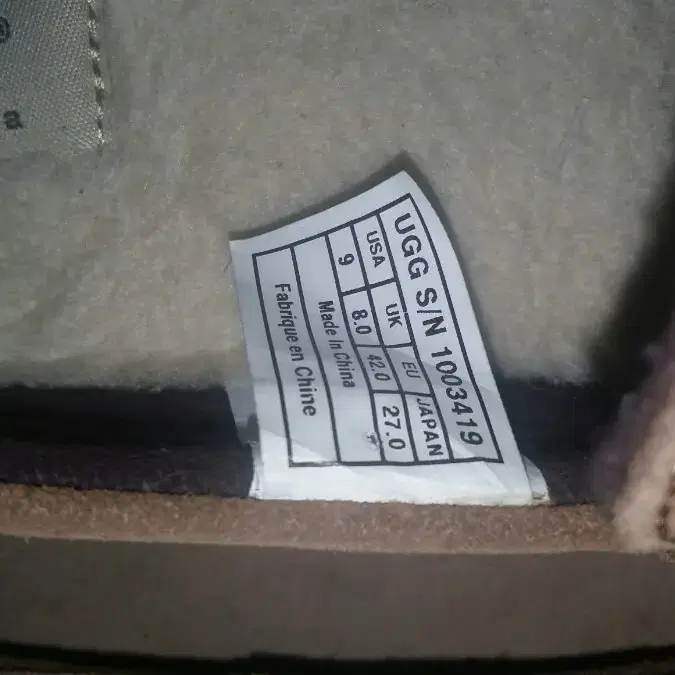 UGG S/N 1003419
USA UK EU JAPAN
9 8.0 42.0 27.0
Made In China
Fabrique en Chine